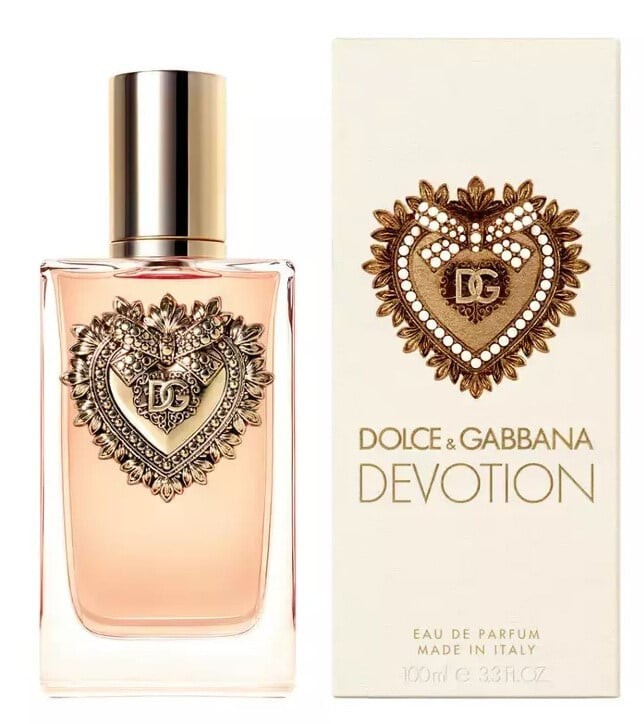 DG
DG
DOLCE & GABBANA
DEVOTION
EAU DE PARFUM
MADE IN ITALY
100ml e 3.3 FL.OZ